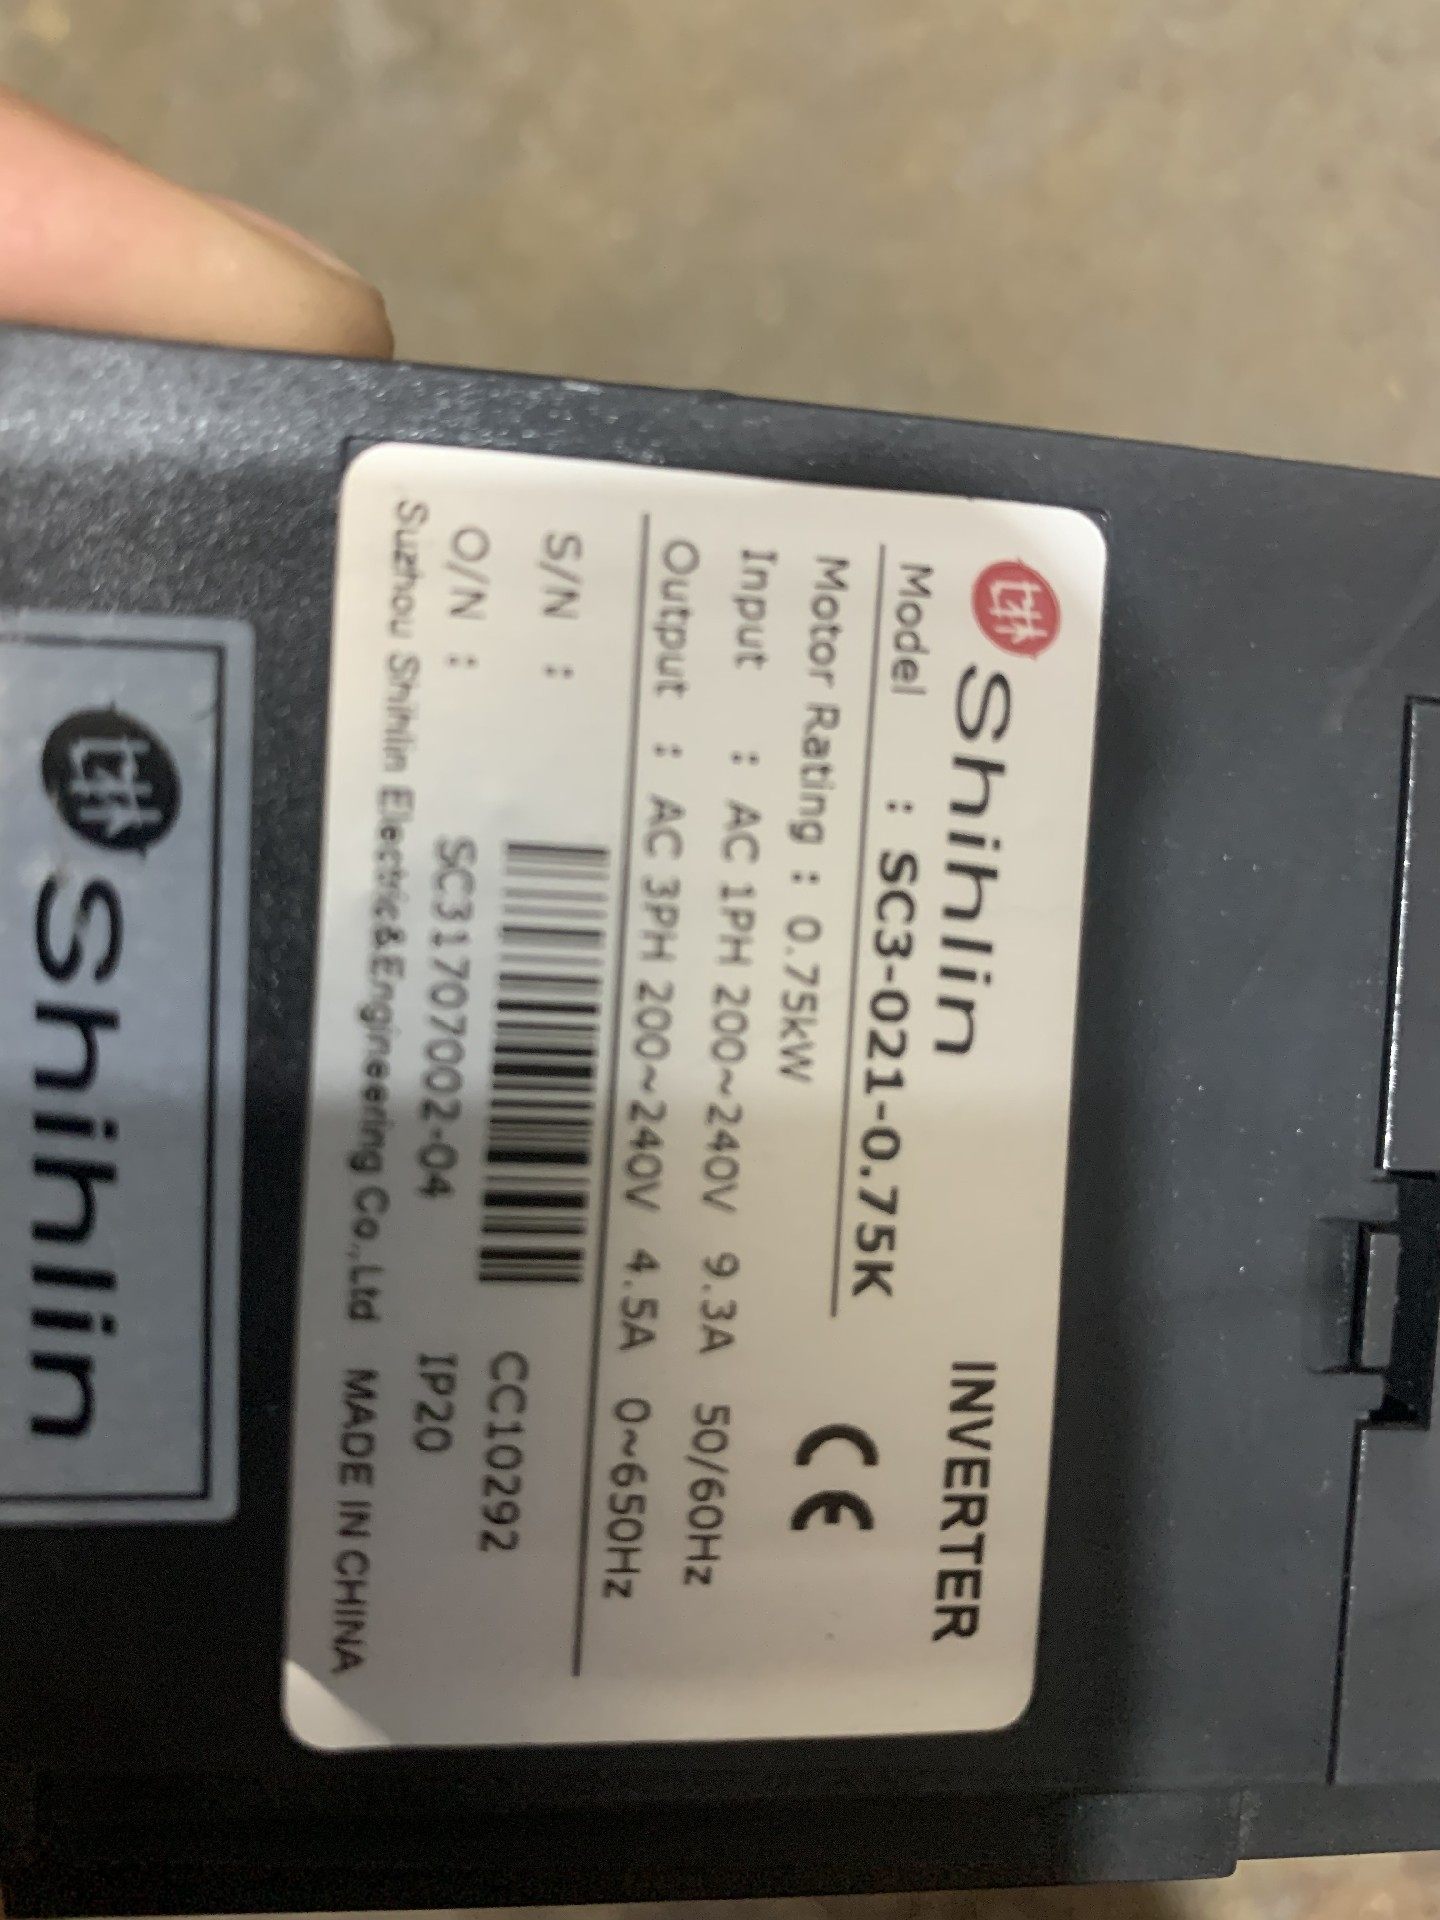 Shihlin INVERTER
Model : SC3-021-0.75K
Motor Rating : 0.75kW
CE
Input : AC 1PH 200~240V 9.3A 50/60Hz
Output : AC 3PH 200~240V 4.5A 0~650Hz
S/N : CC10292
O/N : SC31707002-04 IP20
Suzhou Shihlin Electric&Engineering Co.,Ltd MADE IN CHINA
Shihlin